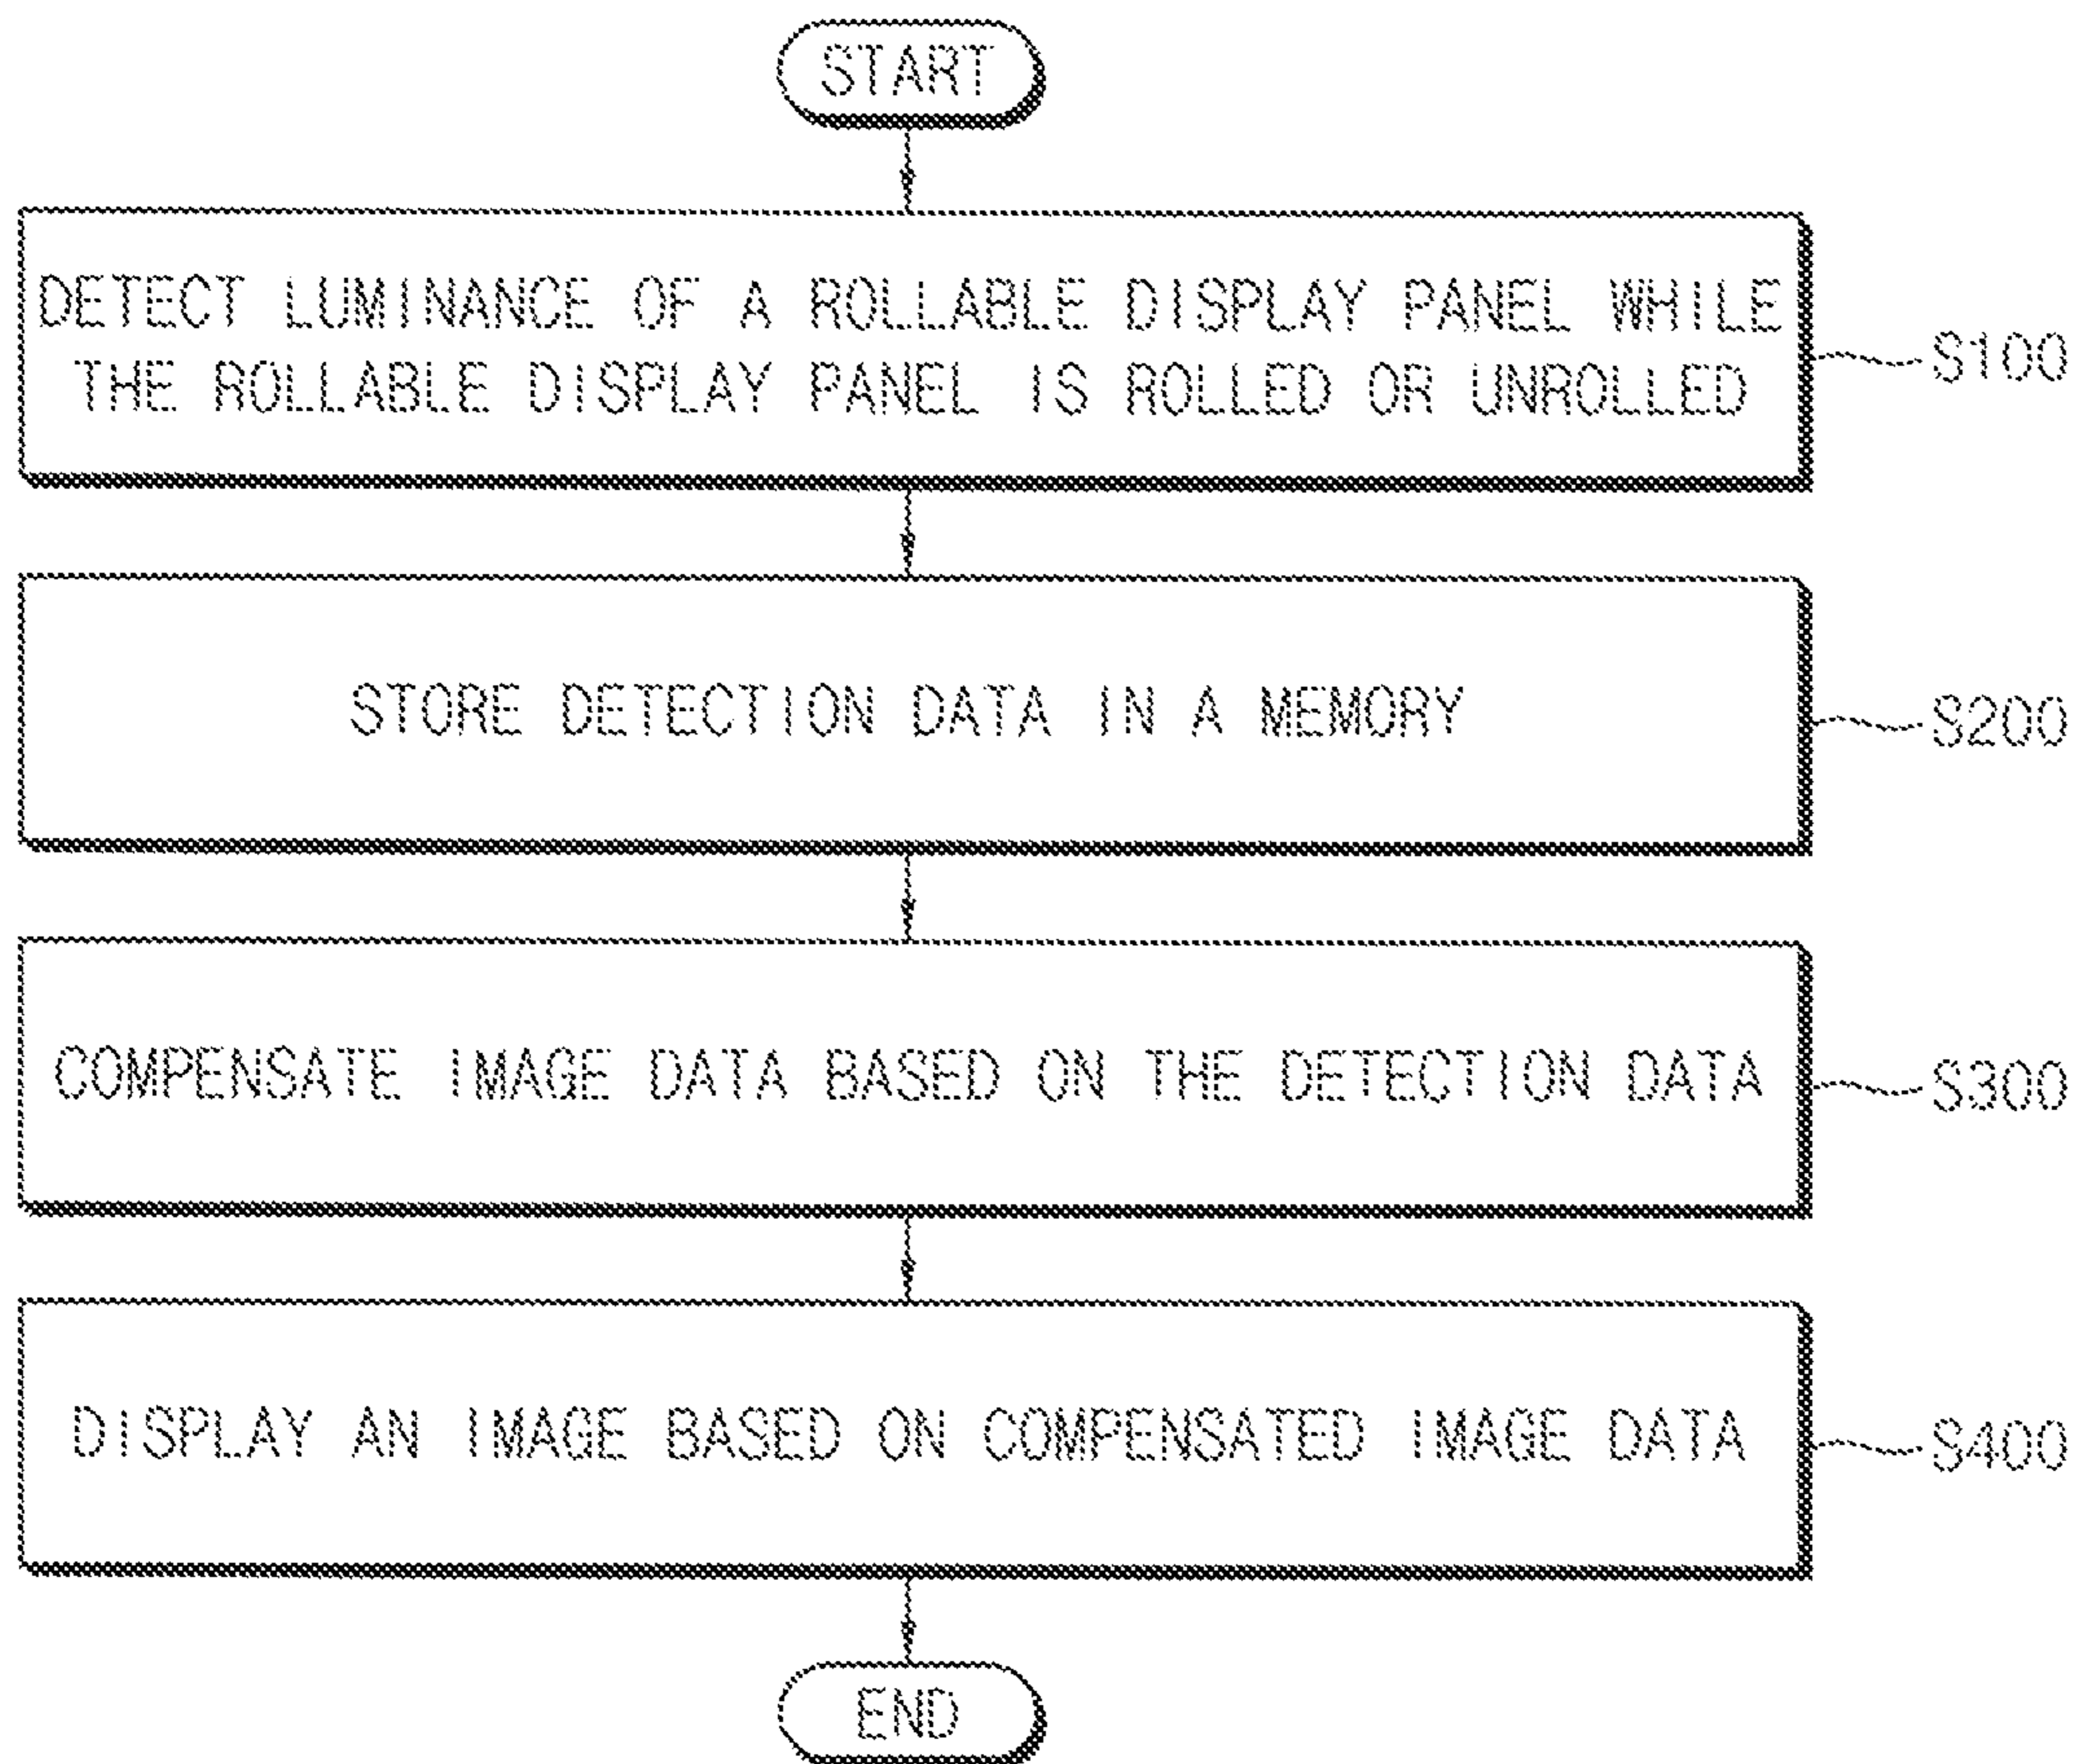 START
DETECT LUMINANCE OF A ROLLABLE DISPLAY PANEL WHILE
THE ROLLABLE DISPLAY PANEL IS ROLLED OR UNROLLED
S100
STORE DETECTION DATA IN A MEMORY
S200
COMPENSATE IMAGE DATA BASED ON THE DETECTION DATA
S300
DISPLAY AN IMAGE BASED ON COMPENSATED IMAGE DATA
S400
END